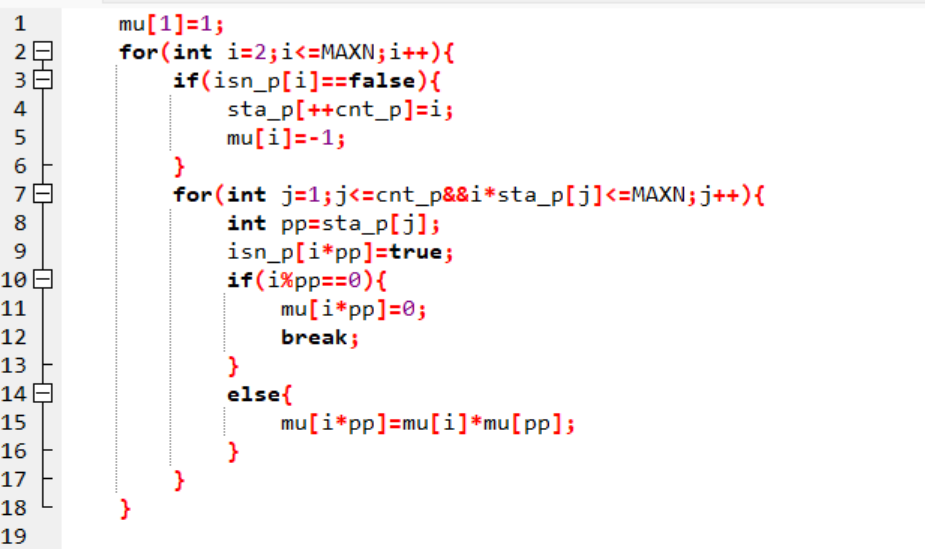 1 mu[1]=1;
2 for(int i=2;i<=MAXN;i++){
3 if(isn_p[i]==false){
4 sta_p[++cnt_p]=i;
5 mu[i]=-1;
6 }
7 for(int j=1;j<=cnt_p&&i*sta_p[j]<=MAXN;j++){
8 int pp=sta_p[j];
9 isn_p[i*pp]=true;
10 if(i%pp==0){
11 mu[i*pp]=0;
12 break;
13 }
14 else{
15 mu[i*pp]=mu[i]*mu[pp];
16 }
17 }
18 }
19